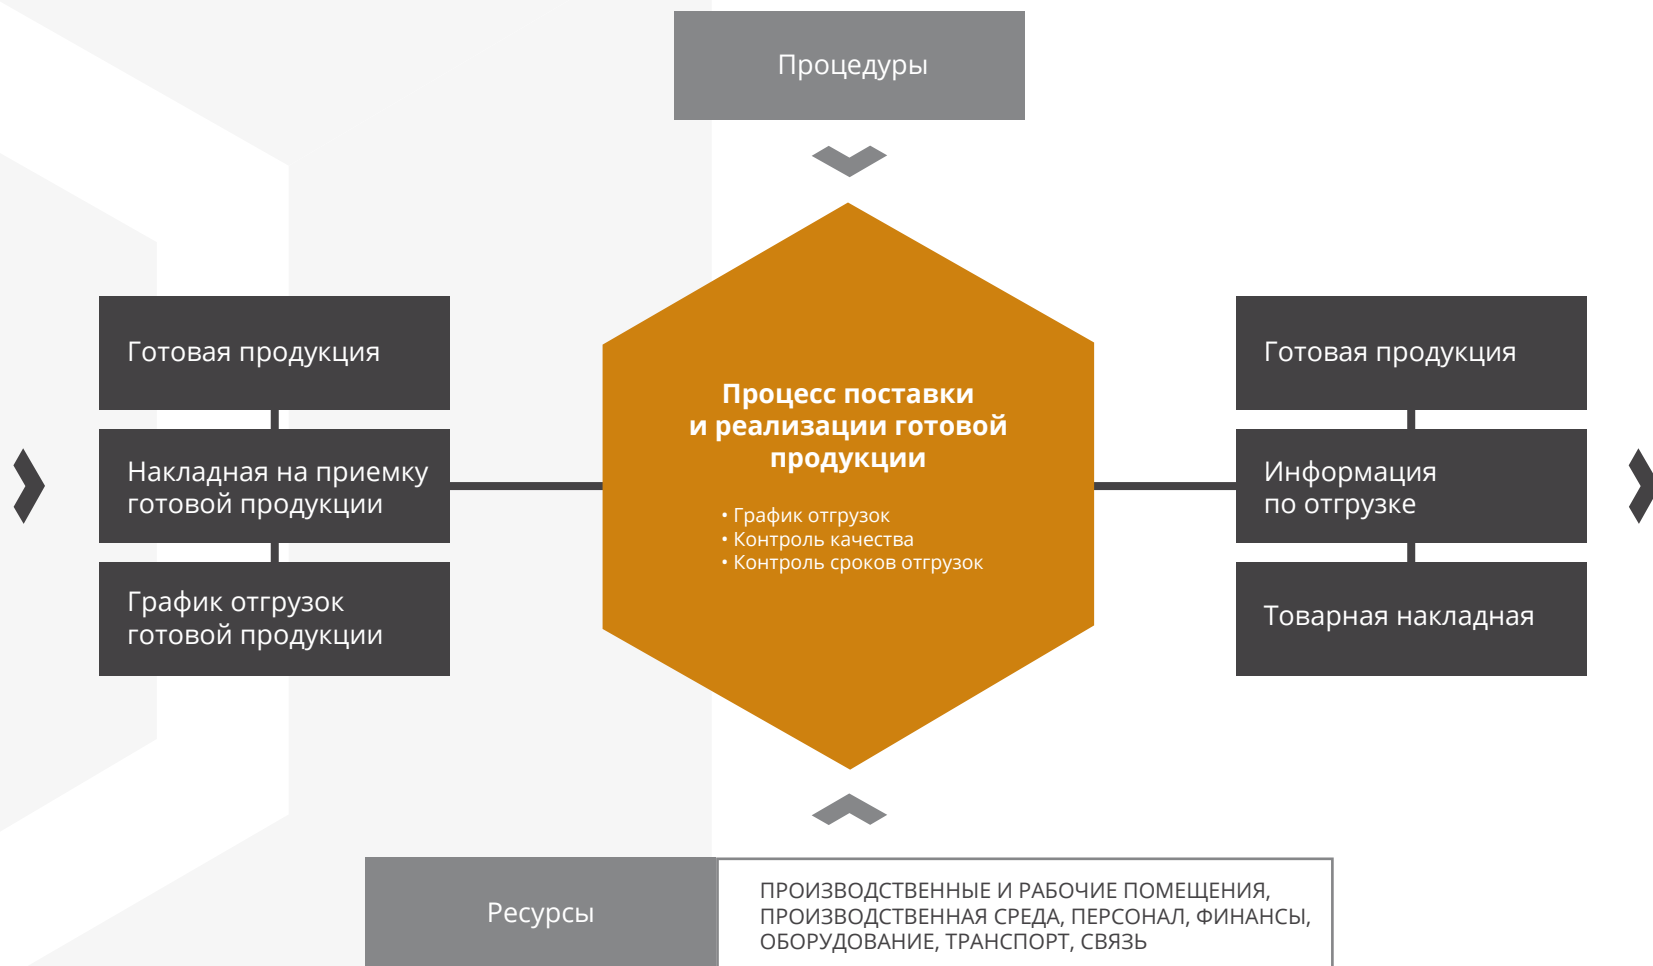 Процедуры
Готовая продукция
Накладная на приемку
готовой продукции
График отгрузок
готовой продукции
Процесс поставки
и реализации готовой
продукции
• График отгрузок
• Контроль качества
• Контроль сроков отгрузок
Готовая продукция
Информация
по отгрузке
Товарная накладная
Ресурсы
ПРОИЗВОДСТВЕННЫЕ И РАБОЧИЕ ПОМЕЩЕНИЯ,
ПРОИЗВОДСТВЕННАЯ СРЕДА, ПЕРСОНАЛ, ФИНАНСЫ,
ОБОРУДОВАНИЕ, ТРАНСПОРТ, СВЯЗЬ